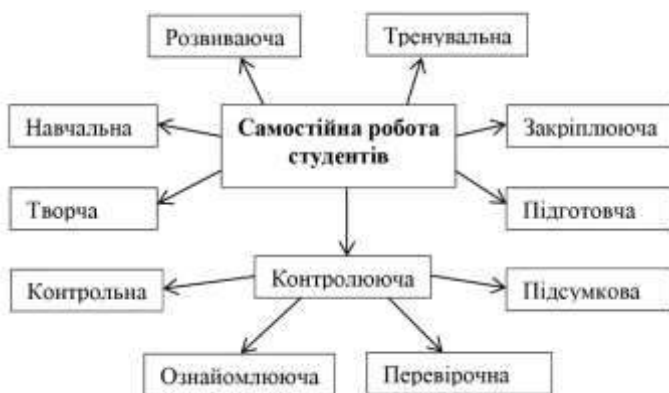 Розвиваюча
Тренувальна
Навчальна
Самостійна робота
студентів
Закріплююча
Творча
Підготовча
Контрольна
Контролююча
Підсумкова
Ознайомлююча
Перевірочна